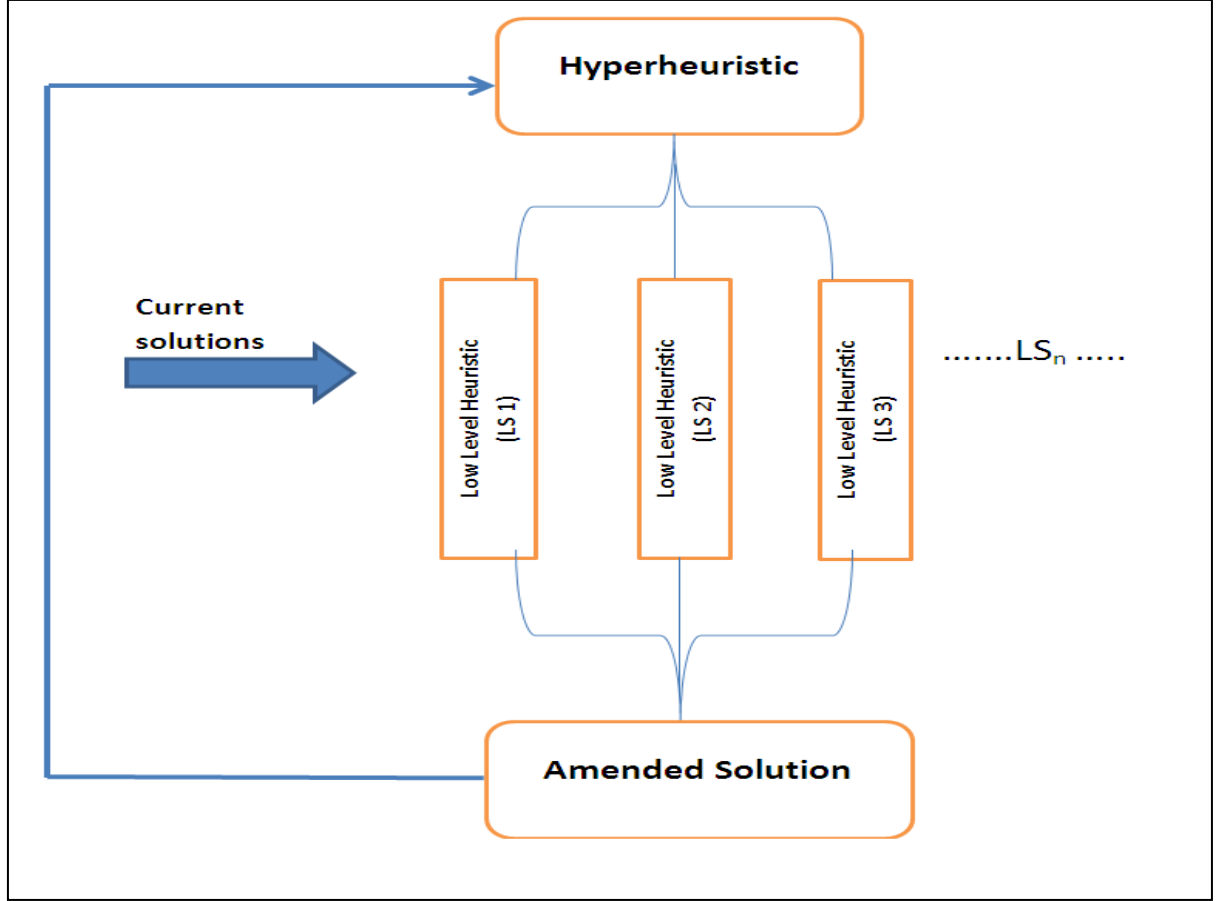 Hyperheuristic
Current
solutions
Low Level Heuristic
(LS 1)
Low Level Heuristic
(LS 2)
Low Level Heuristic
(LS 3)
.......LSₙ .....
Amended Solution